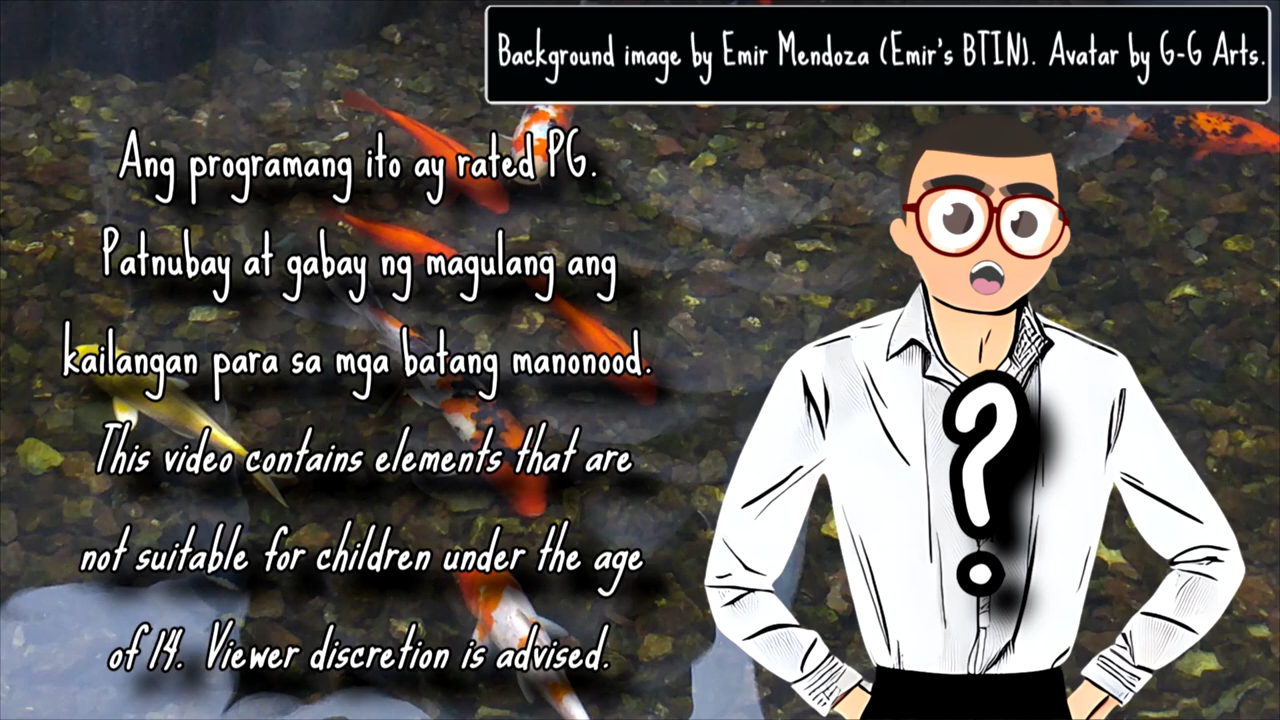 Background image by Emir Mendoza (Emir's BTIN). Avatar by G-G Arts.
Ang programang ito ay rated PG.
Patnubay at gabay ng magulang ang
kailangan para sa mga batang manonood.
This video contains elements that are
not suitable for children under the age
of 14. Viewer discretion is advised.
?